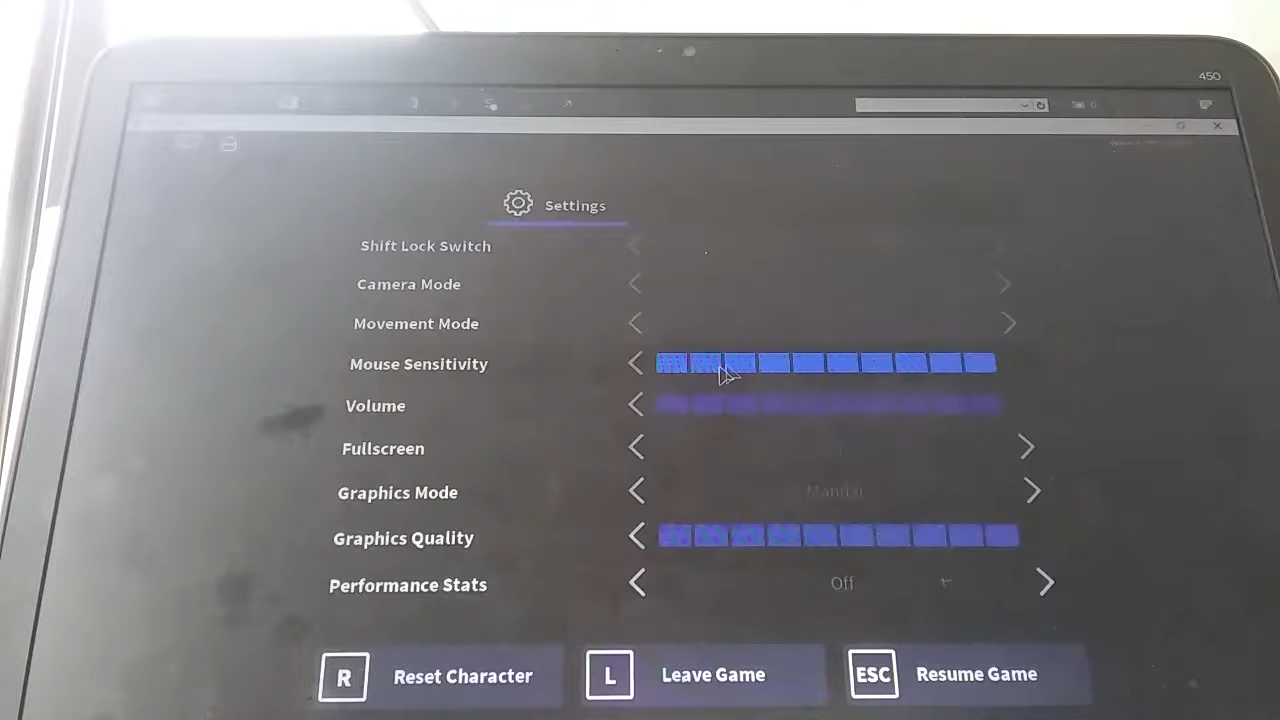 450
Settings
Shift Lock Switch
Camera Mode
Movement Mode
Mouse Sensitivity
Volume
Fullscreen
Graphics Mode Manual
Graphics Quality
Performance Stats Off
R Reset Character L Leave Game ESC Resume Game